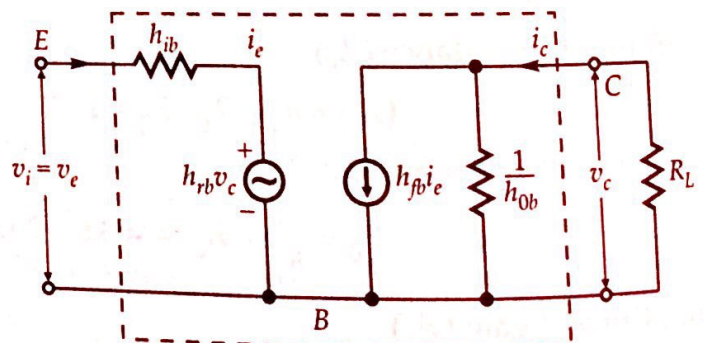 E
h_ib
i_e
i_c
C
v_i = v_e
+
h_rb v_c
−
h_fb i_e
1/h_0b
v_c
R_L
B